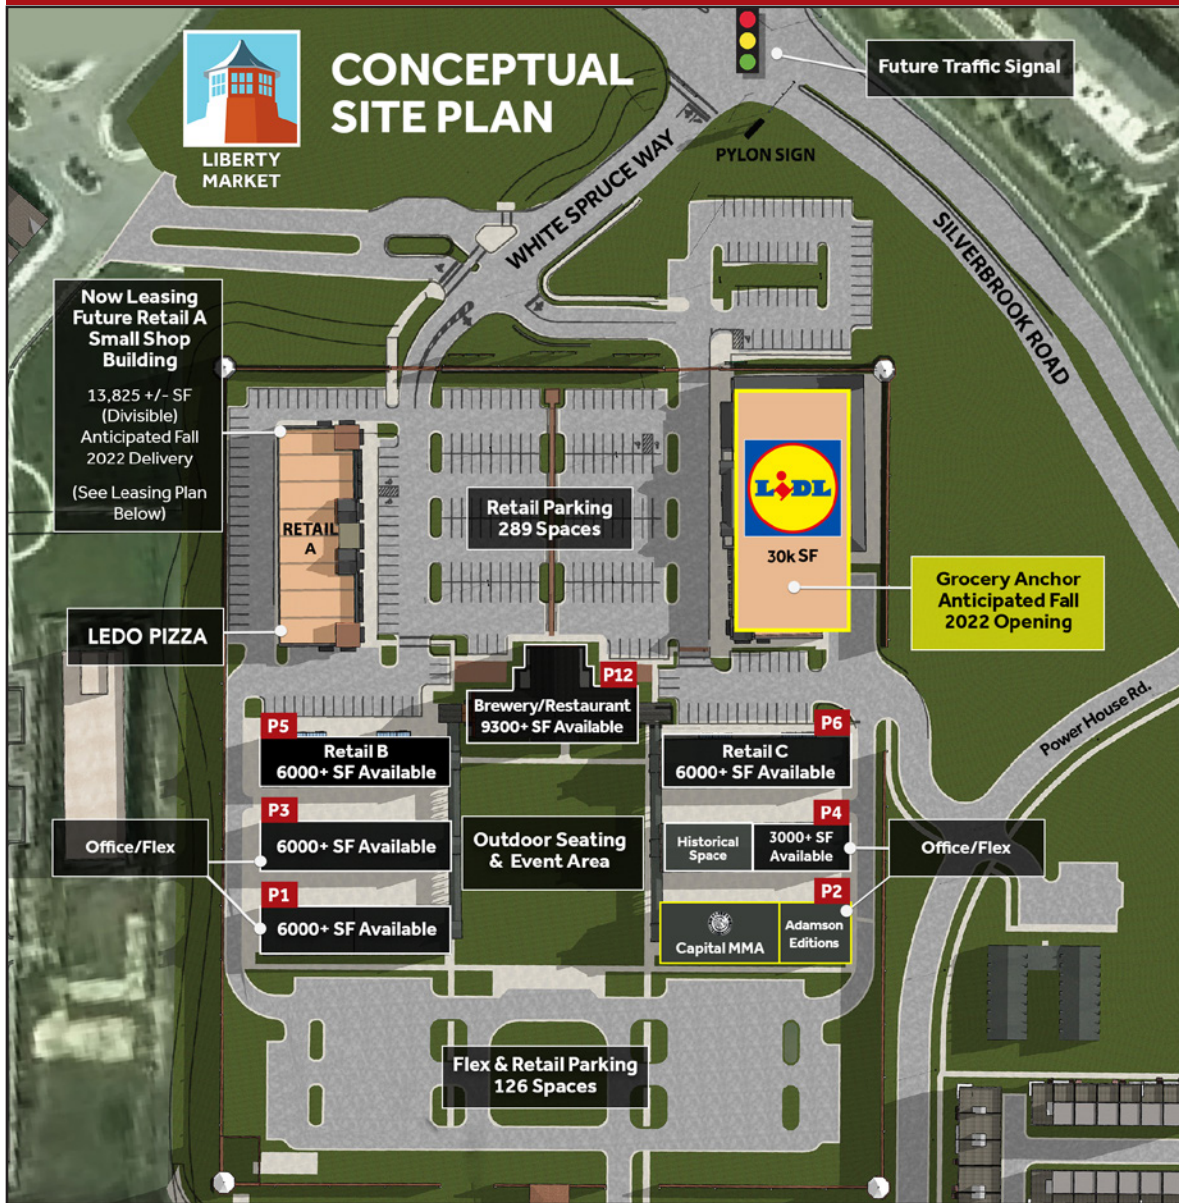 CONCEPTUAL
SITE PLAN
LIBERTY
MARKET
Future Traffic Signal
PYLON SIGN
WHITE SPRUCE WAY
SILVERBROOK ROAD
Now Leasing
Future Retail A
Small Shop
Building
13,825 +/- SF
(Divisible)
Anticipated Fall
2022 Delivery
(See Leasing Plan
Below)
RETAIL
A
Retail Parking
289 Spaces
LIDL
30k SF
Grocery Anchor
Anticipated Fall
2022 Opening
LEDO PIZZA
P12
Brewery/Restaurant
9300+ SF Available
P5
Retail B
6000+ SF Available
P6
Retail C
6000+ SF Available
Power House Rd.
P3
6000+ SF Available
Office/Flex
P1
6000+ SF Available
Outdoor Seating
& Event Area
P4
Historical
Space
3000+ SF
Available
Office/Flex
P2
Capital MMA
Adamson
Editions
Flex & Retail Parking
126 Spaces